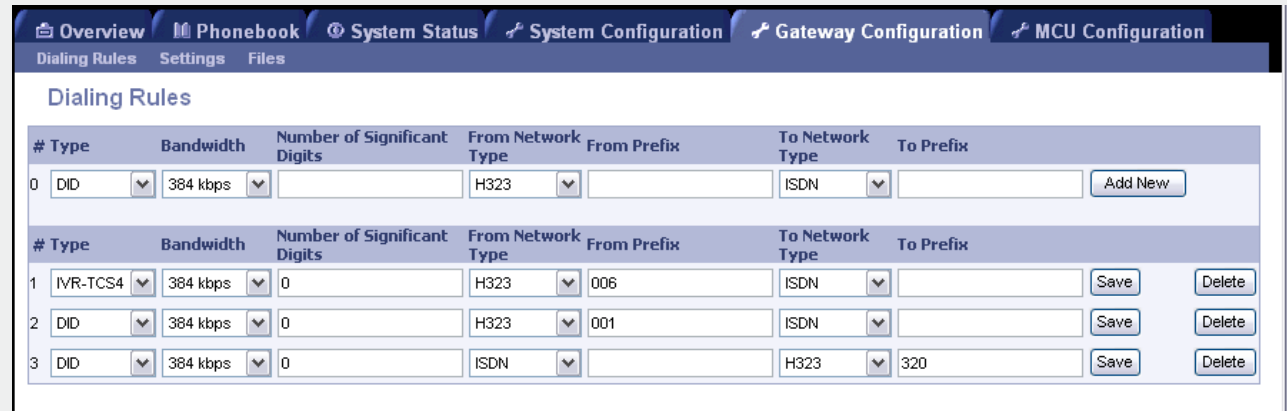 Overview Phonebook System Status System Configuration Gateway Configuration MCU Configuration
Dialing Rules Settings Files
Dialing Rules
# Type Bandwidth Number of Significant Digits From Network Type From Prefix To Network Type To Prefix
0 DID 384 kbps H323 ISDN Add New
# Type Bandwidth Number of Significant Digits From Network Type From Prefix To Network Type To Prefix
1 IVR-TCS4 384 kbps 0 H323 006 ISDN Save Delete
2 DID 384 kbps 0 H323 001 ISDN Save Delete
3 DID 384 kbps 0 ISDN H323 320 Save Delete